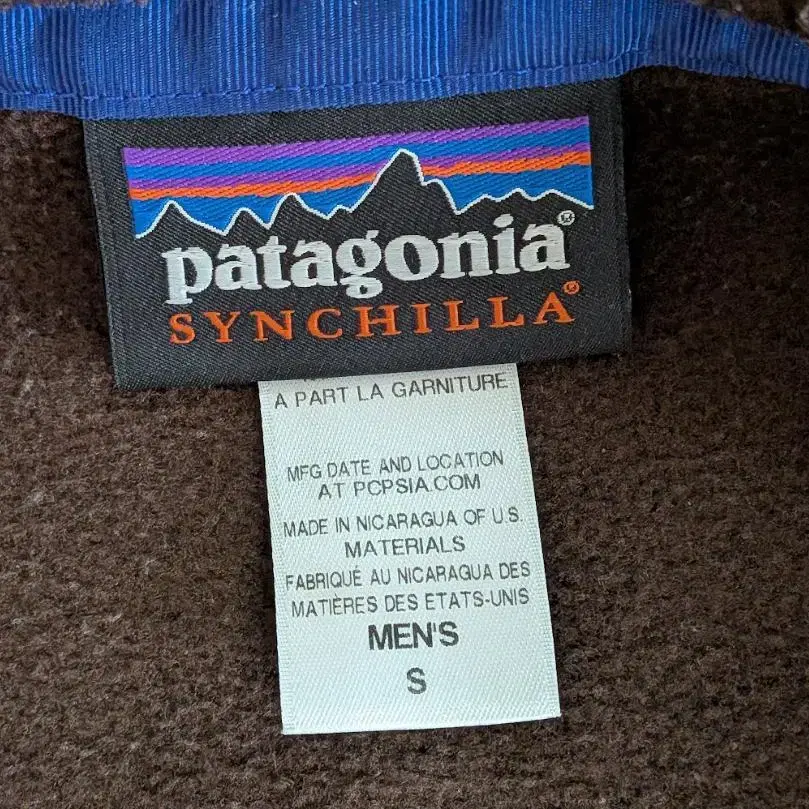 patagonia®
SYNCHILLA®
A PART LA GARNITURE
MFG DATE AND LOCATION
AT PCPSIA.COM
MADE IN NICARAGUA OF U.S.
MATERIALS
FABRIQUÉ AU NICARAGUA DES
MATIÈRES DES ETATS-UNIS
MEN'S
S